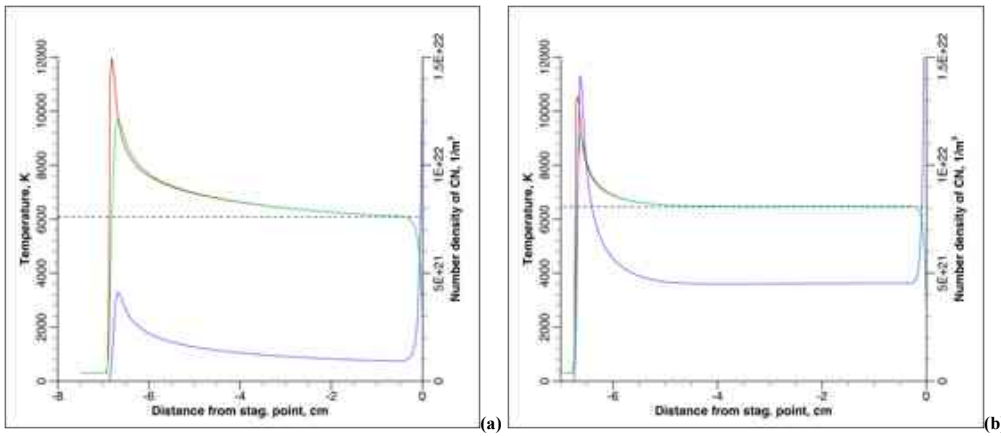 12000
10000
8000
6000
4000
2000
0
Temperature, K
1.5E+22
1E+22
5E+21
0
Number density of CN, 1/m³
-8
-6
-4
-2
0
Distance from stag. point, cm
(a)
12000
10000
8000
6000
4000
2000
0
Temperature, K
1.5E+22
1E+22
5E+21
0
Number density of CN, 1/m³
-6
-4
-2
0
Distance from stag. point, cm
(b